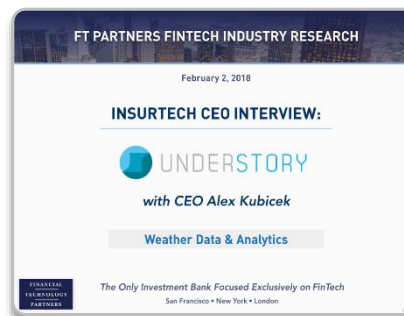 FT PARTNERS FINTECH INDUSTRY RESEARCH
February 2, 2018
INSURTECH CEO INTERVIEW:
UNDERSTORY
with CEO Alex Kubicek
Weather Data & Analytics
FINANCIAL
TECHNOLOGY
PARTNERS
The Only Investment Bank Focused Exclusively on FinTech
San Francisco • New York • London